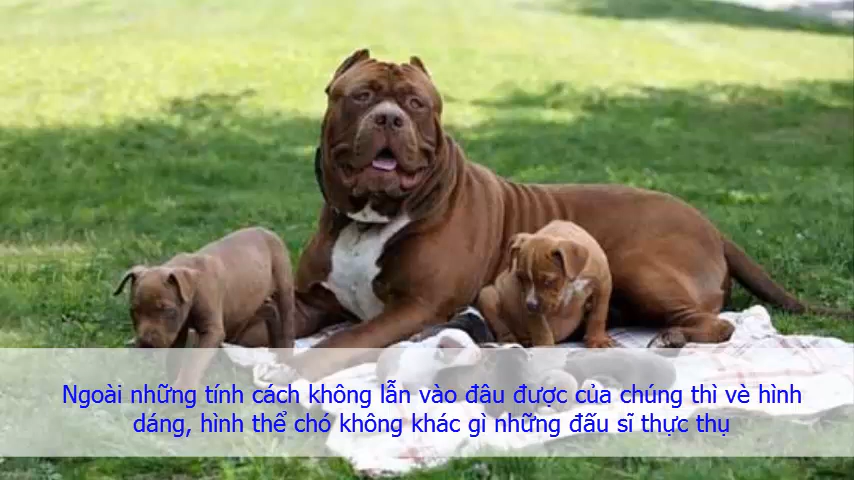 Ngoài những tính cách không lẫn vào đâu được của chúng thì vè hình
dáng, hình thể chó không khác gì những đấu sĩ thực thụ